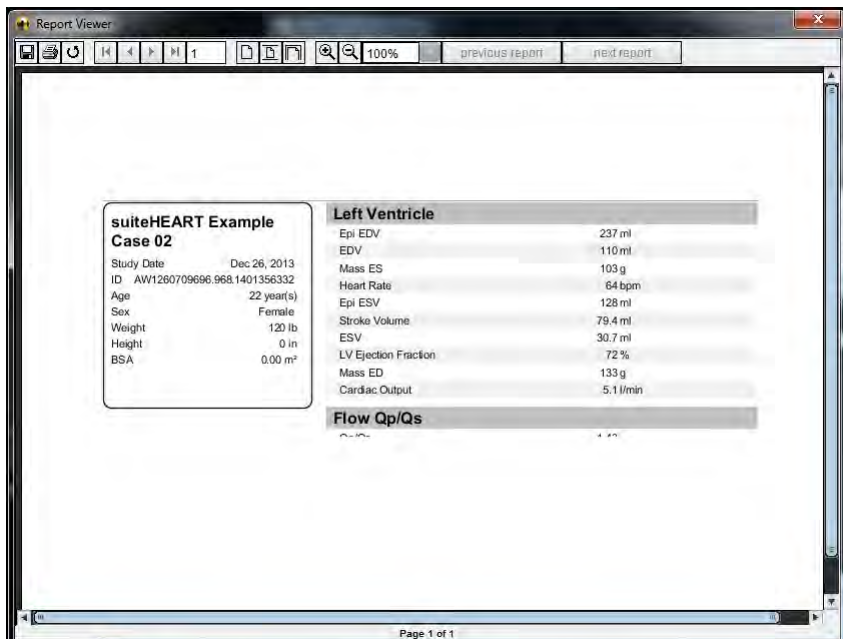 Report Viewer
1
100%
previous report
next report
suiteHEART Example
Case 02
Study Date Dec 26, 2013
ID AW1260709696.968.1401356332
Age 22 year(s)
Sex Female
Weight 120 lb
Height 0 in
BSA 0.00 m²
Left Ventricle
Epi EDV 237 ml
EDV 110 ml
Mass ES 103 g
Heart Rate 64 bpm
Epi ESV 128 ml
Stroke Volume 79.4 ml
ESV 30.7 ml
LV Ejection Fraction 72 %
Mass ED 133 g
Cardiac Output 5.1 l/min
Flow Qp/Qs
Page 1 of 1